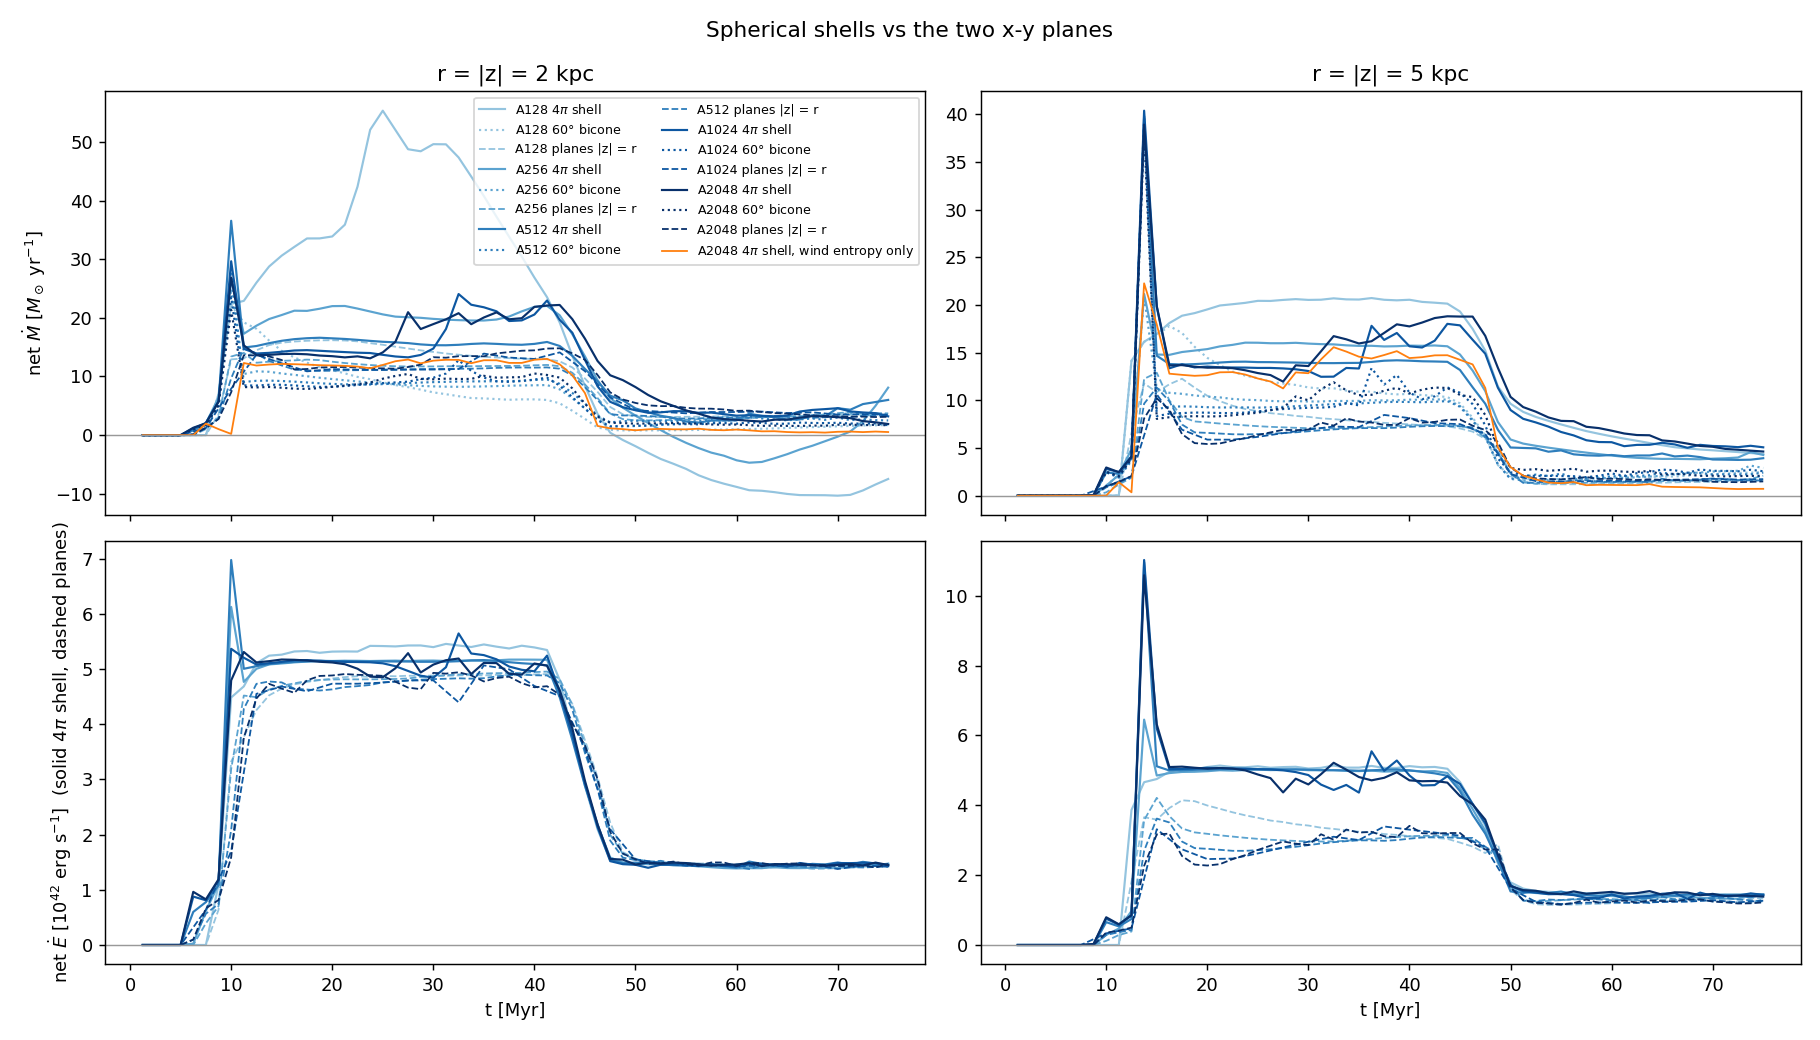 Spherical shells vs the two x-y planes
r = |z| = 2 kpc
r = |z| = 5 kpc
net Ṁ [M⊙ yr⁻¹]
50
40
30
20
10
0
−10
A128 4π shell
A128 60° bicone
A128 planes |z| = r
A256 4π shell
A256 60° bicone
A256 planes |z| = r
A512 4π shell
A512 60° bicone
A512 planes |z| = r
A1024 4π shell
A1024 60° bicone
A1024 planes |z| = r
A2048 4π shell
A2048 60° bicone
A2048 planes |z| = r
A2048 4π shell, wind entropy only
40
35
30
25
20
15
10
5
0
net Ė [10⁴² erg s⁻¹] (solid 4π shell, dashed planes)
7
6
5
4
3
2
1
0
0 10 20 30 40 50 60 70
t [Myr]
10
8
6
4
2
0
0 10 20 30 40 50 60 70
t [Myr]